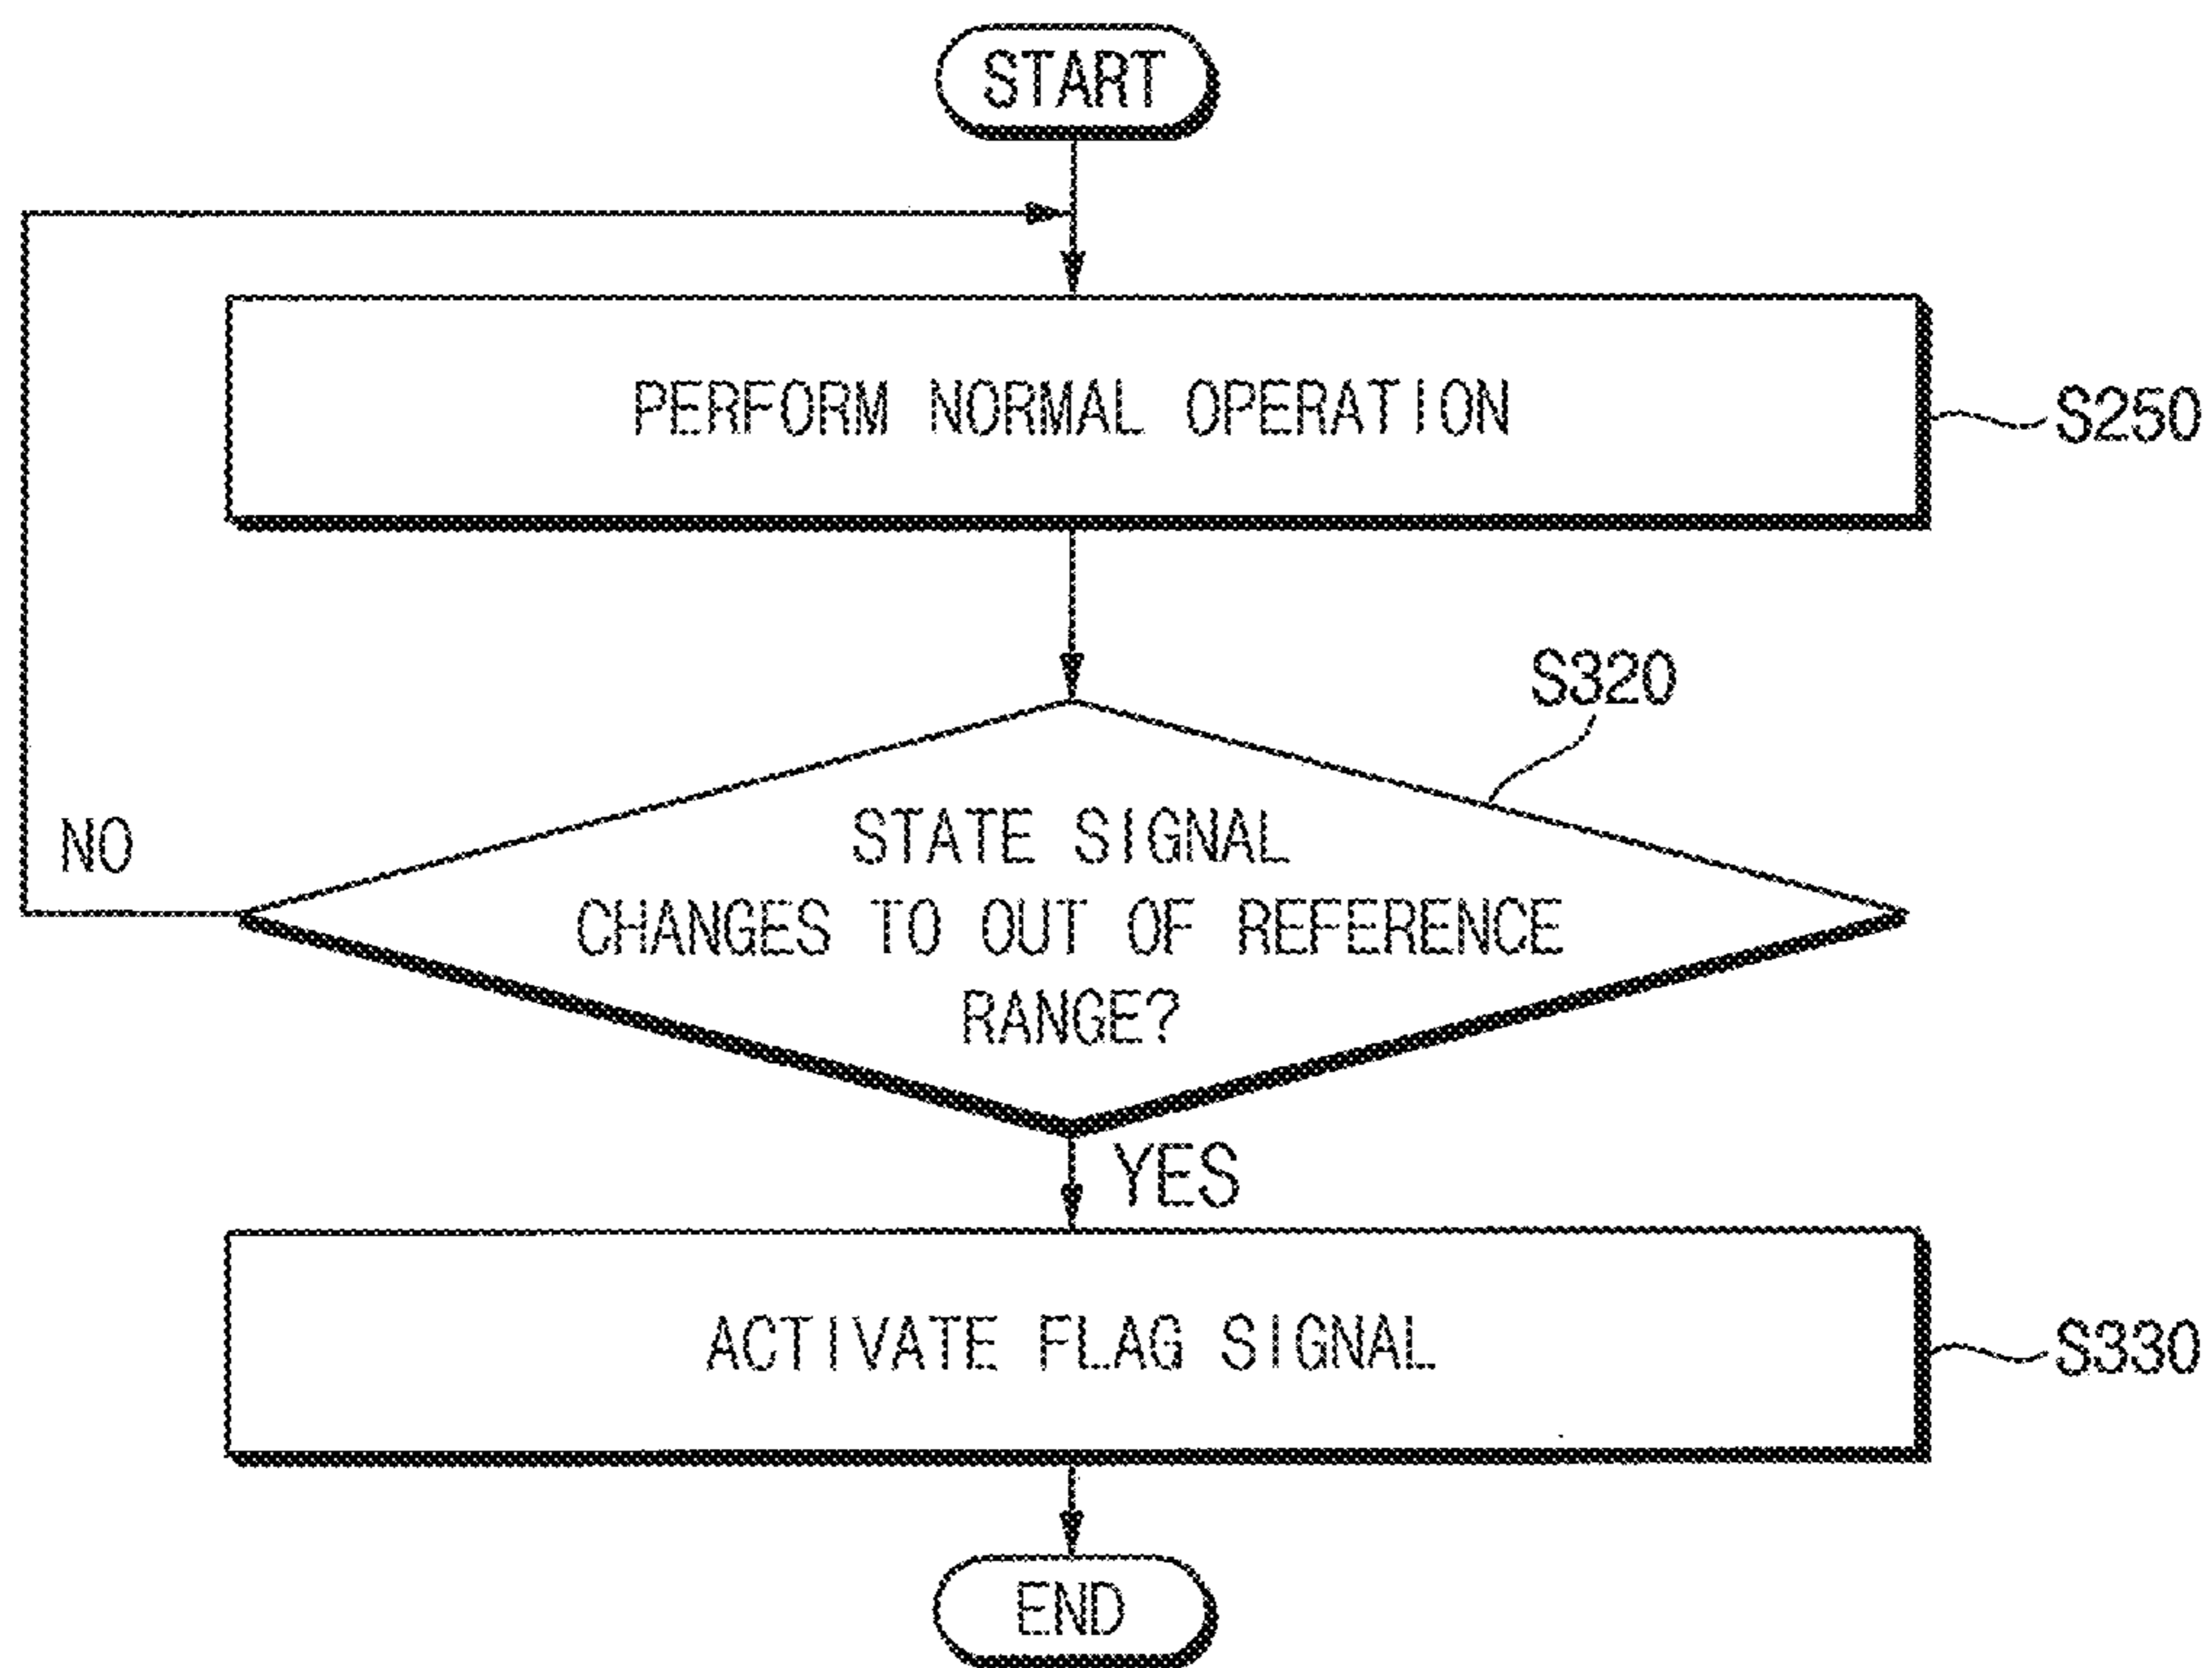 START
PERFORM NORMAL OPERATION
S250
S320
STATE SIGNAL
CHANGES TO OUT OF REFERENCE
RANGE?
NO
YES
ACTIVATE FLAG SIGNAL
S330
END